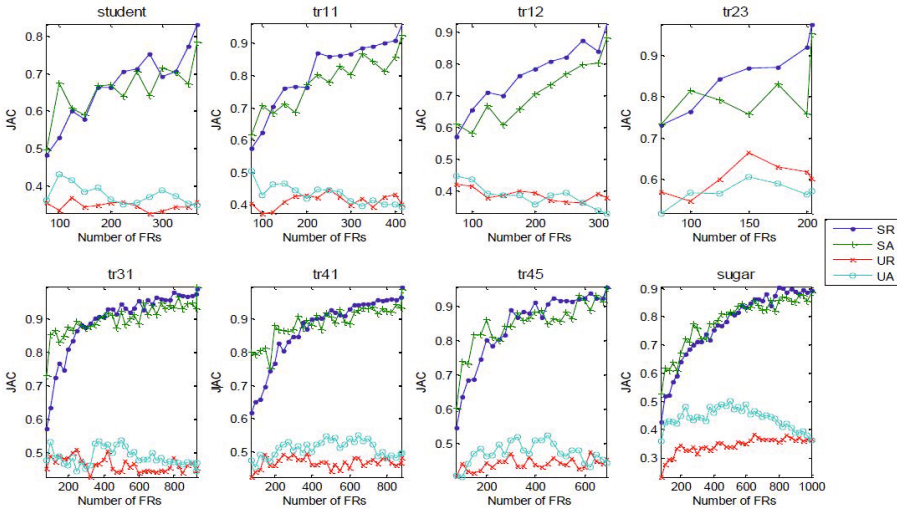 student
tr11
tr12
tr23
JAC
0.8
0.7
0.6
0.5
0.4
100
200
300
Number of FRs
JAC
0.9
0.8
0.7
0.6
0.5
0.4
100
200
300
400
Number of FRs
JAC
0.9
0.8
0.7
0.6
0.5
0.4
100
200
300
Number of FRs
JAC
0.9
0.8
0.7
0.6
100
150
200
Number of FRs
SR
SA
UR
UA
tr31
tr41
tr45
sugar
JAC
0.9
0.8
0.7
0.6
0.5
200
400
600
800
Number of FRs
JAC
0.9
0.8
0.7
0.6
0.5
200
400
600
800
Number of FRs
JAC
0.9
0.8
0.7
0.6
0.5
200
400
600
Number of FRs
JAC
0.9
0.8
0.7
0.6
0.5
0.4
0.3
200
400
600
800
1000
Number of FRs